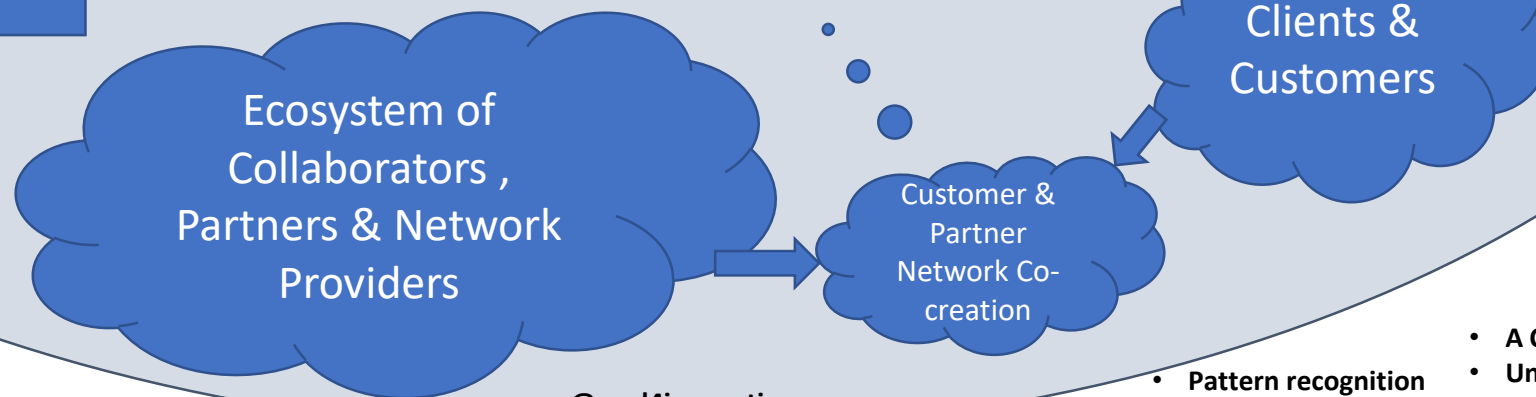 Clients &
Customers
Ecosystem of
Collaborators ,
Partners & Network
Providers
Customer &
Partner
Network Co-
creation
• Pattern recognition
• A
•